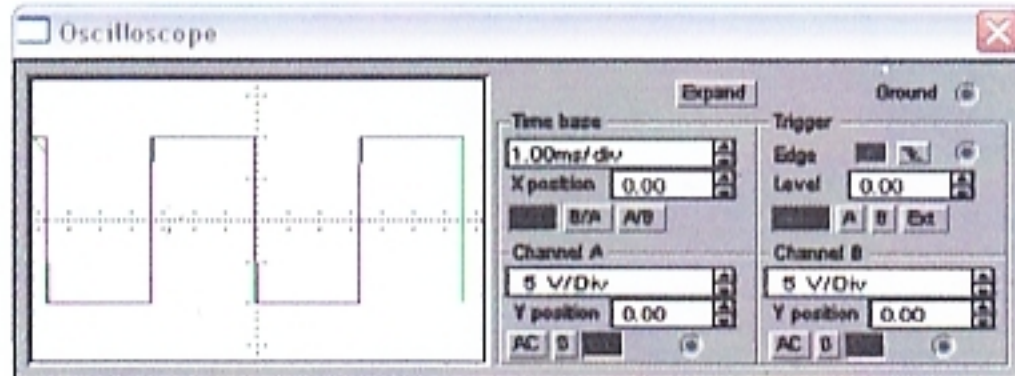 Oscilloscope
Expand
Ground
Time base
1.00ms/div
X position 0.00
B/A A/B
Trigger
Edge
Level 0.00
A B Ext
Channel A
5 V/Div
Y position 0.00
AC 0
Channel B
5 V/Div
Y position 0.00
AC 0